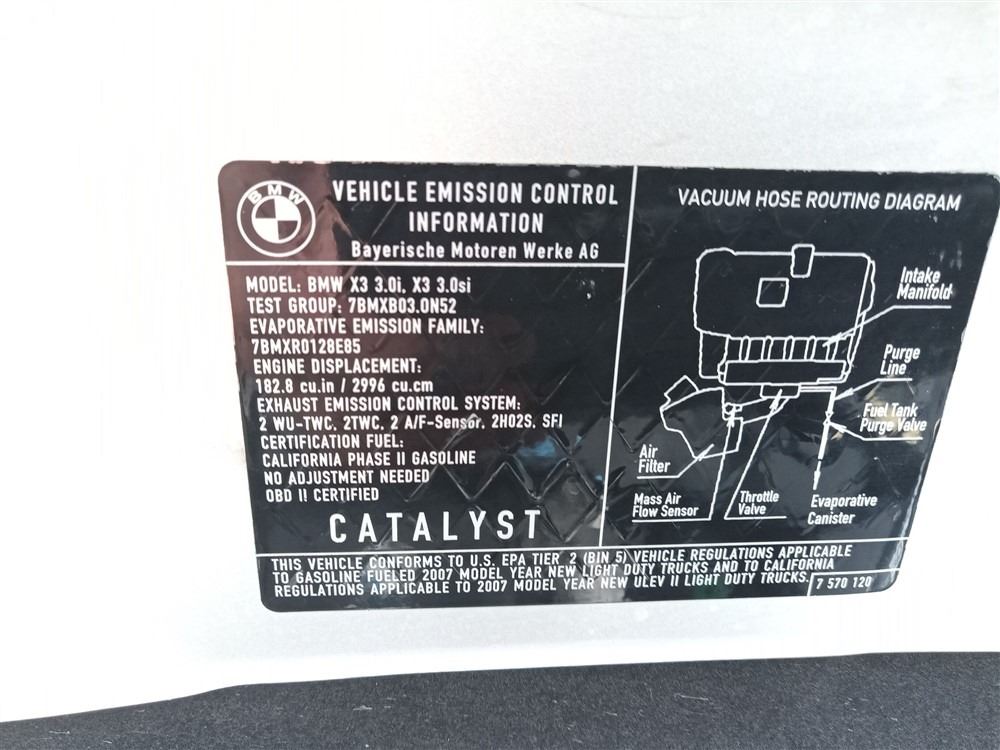 BMW
VEHICLE EMISSION CONTROL
INFORMATION
Bayerische Motoren Werke AG
MODEL: BMW X3 3.0i, X3 3.0si
TEST GROUP: 7BMXB03.0N52
EVAPORATIVE EMISSION FAMILY:
7BMXR0128E85
ENGINE DISPLACEMENT:
182.8 cu.in / 2996 cu.cm
EXHAUST EMISSION CONTROL SYSTEM:
2 WU-TWC, 2TWC, 2 A/F-Sensor, 2HO2S, SFI
CERTIFICATION FUEL:
CALIFORNIA PHASE II GASOLINE
NO ADJUSTMENT NEEDED
OBD II CERTIFIED
CATALYST
VACUUM HOSE ROUTING DIAGRAM
Intake
Manifold
Purge
Line
Fuel Tank
Purge Valve
Air
Filter
Mass Air
Flow Sensor
Throttle
Valve
Evaporative
Canister
THIS VEHICLE CONFORMS TO U.S. EPA TIER 2 (BIN 5) VEHICLE REGULATIONS APPLICABLE
TO GASOLINE FUELED 2007 MODEL YEAR NEW LIGHT DUTY TRUCKS AND TO CALIFORNIA
REGULATIONS APPLICABLE TO 2007 MODEL YEAR NEW ULEV II LIGHT DUTY TRUCKS.
7 570 120